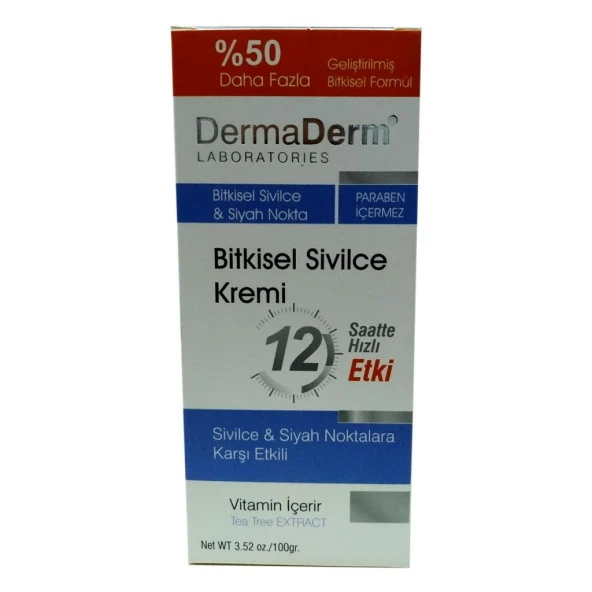 %50
Daha Fazla
Geliştirilmiş
Bitkisel Formül
DermaDerm®
LABORATORIES
Bitkisel Sivilce
& Siyah Nokta
PARABEN
İÇERMEZ
Bitkisel Sivilce
Kremi
12
Saatte
Hızlı
Etki
Sivilce & Siyah Noktalara
Karşı Etkili
Vitamin İçerir
Tea Tree EXTRACT
Net WT 3.52 oz./100gr.